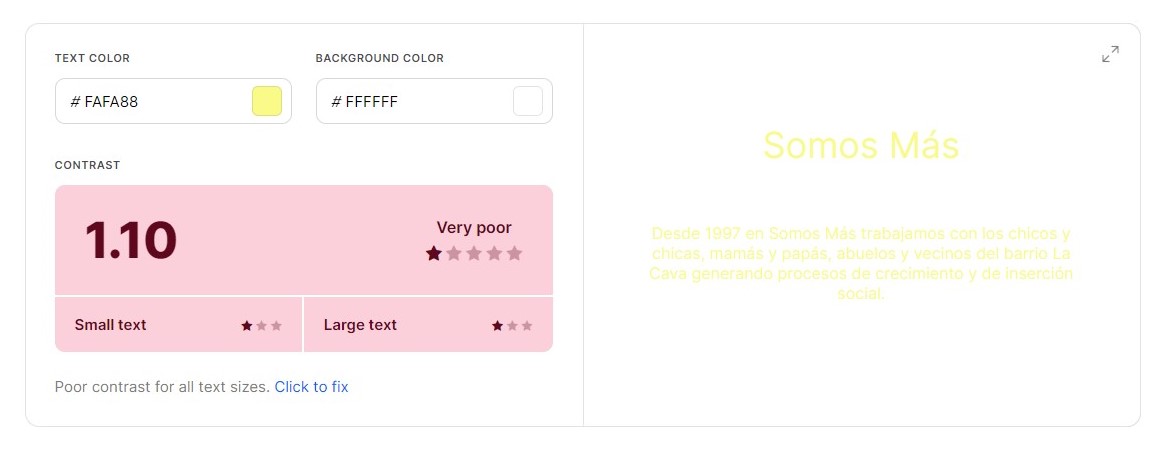 TEXT COLOR
BACKGROUND COLOR
# FAFA88
# FFFFFF
CONTRAST
1.10
Very poor
Small text
Large text
Poor contrast for all text sizes. Click to fix
Somos Más
Desde 1997 en Somos Más trabajamos con los chicos y
chicas, mamás y papás, abuelos y vecinos del barrio La
Cava generando procesos de crecimiento y de inserción
social.